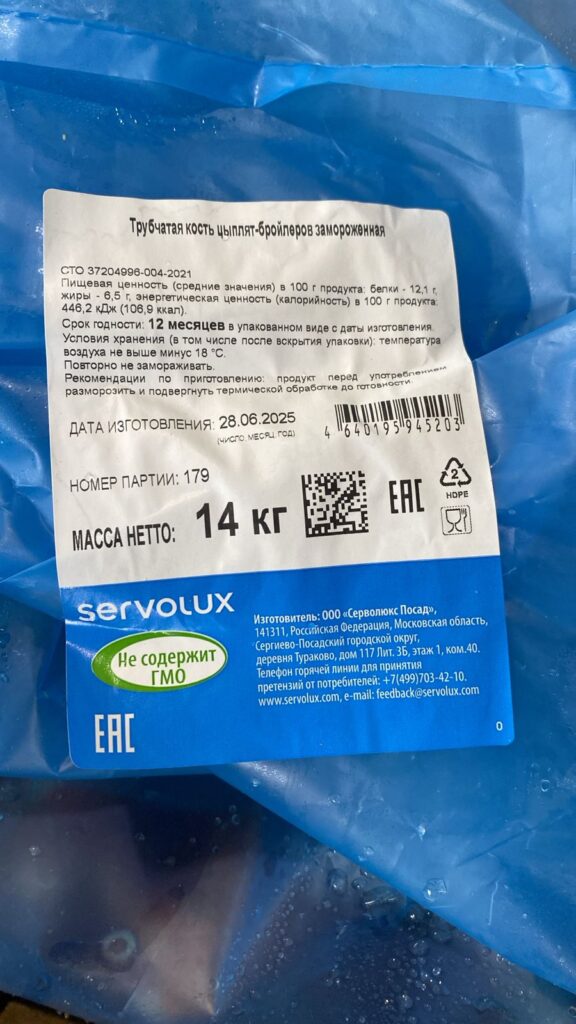 Трубчатая кость цыплят-бройлеров замороженная
СТО 37204996-004-2021
Пищевая ценность (средние значения) в 100 г продукта: белки - 12,1 г,
жиры - 6,5 г, энергетическая ценность (калорийность) в 100 г продукта:
446,2 кДж (106,9 ккал).
Срок годности: 12 месяцев в упакованном виде с даты изготовления.
Условия хранения (в том числе после вскрытия упаковки): температура
воздуха не выше минус 18 °С.
Повторно не замораживать.
Рекомендации по приготовлению: продукт перед употреблением
разморозить и подвергнуть термической обработке до готовности.
ДАТА ИЗГОТОВЛЕНИЯ: 28.06.2025
(ЧИСЛО МЕСЯЦ ГОД)
4 640195 945203
НОМЕР ПАРТИИ: 179
МАССА НЕТТО: 14 кг
EAC
2
HDPE
servolux
Не содержит
ГМО
EAC
Изготовитель: ООО «Серволюкс Посад»,
141311, Российская Федерация, Московская область,
Сергиево-Посадский городской округ,
деревня Тураково, дом 117 Лит. 3Б, этаж 1, ком.40.
Телефон горячей линии для принятия
претензий от потребителей: +7(499)703-42-10.
www.servolux.com, e-mail: feedback@servolux.com
0